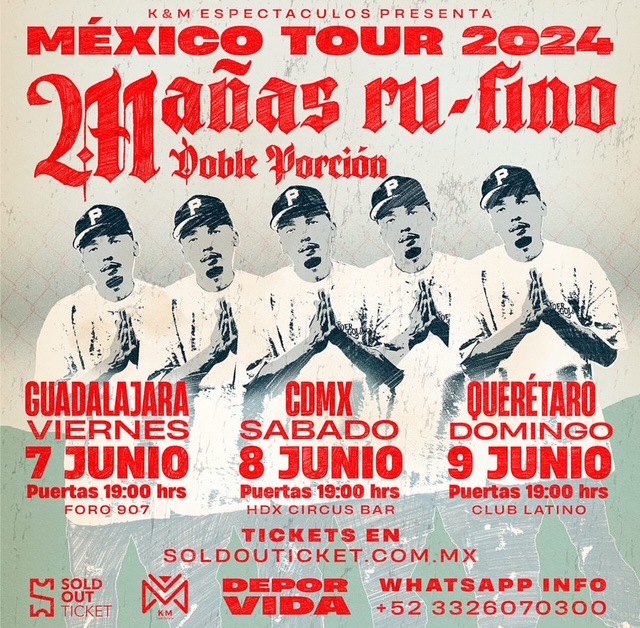 K&M ESPECTACULOS PRESENTA
MÉXICO TOUR 2024
Mañas ru-fino
Doble Porción
GUADALAJARA
VIERNES
7 JUNIO
Puertas 19:00 hrs
FORO 907
CDMX
SABADO
8 JUNIO
Puertas 19:00 hrs
HDX CIRCUS BAR
QUERÉTARO
DOMINGO
9 JUNIO
Puertas 19:00 hrs
CLUB LATINO
TICKETS EN
SOLDOUTICKET.COM.MX
SOLD
OUT
TICKET
KM
DEPOR
VIDA
WHATSAPP INFO
+52 3326070300